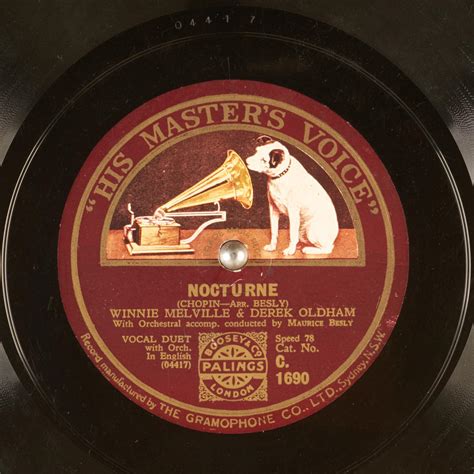 0441 7
"HIS MASTER'S VOICE"
NOCTURNE
(CHOPIN—ARR. BESLY)
WINNIE MELVILLE & DEREK OLDHAM
With Orchestral accomp. conducted by MAURICE BESLY
VOCAL DUET
with Orch.
In English
(04417)
BOOSEY & Co
PALINGS
LONDON
Speed 78
Cat. No.
C.
1690
Record manufactured by THE GRAMOPHONE CO., LTD., Sydney, N.S.W.